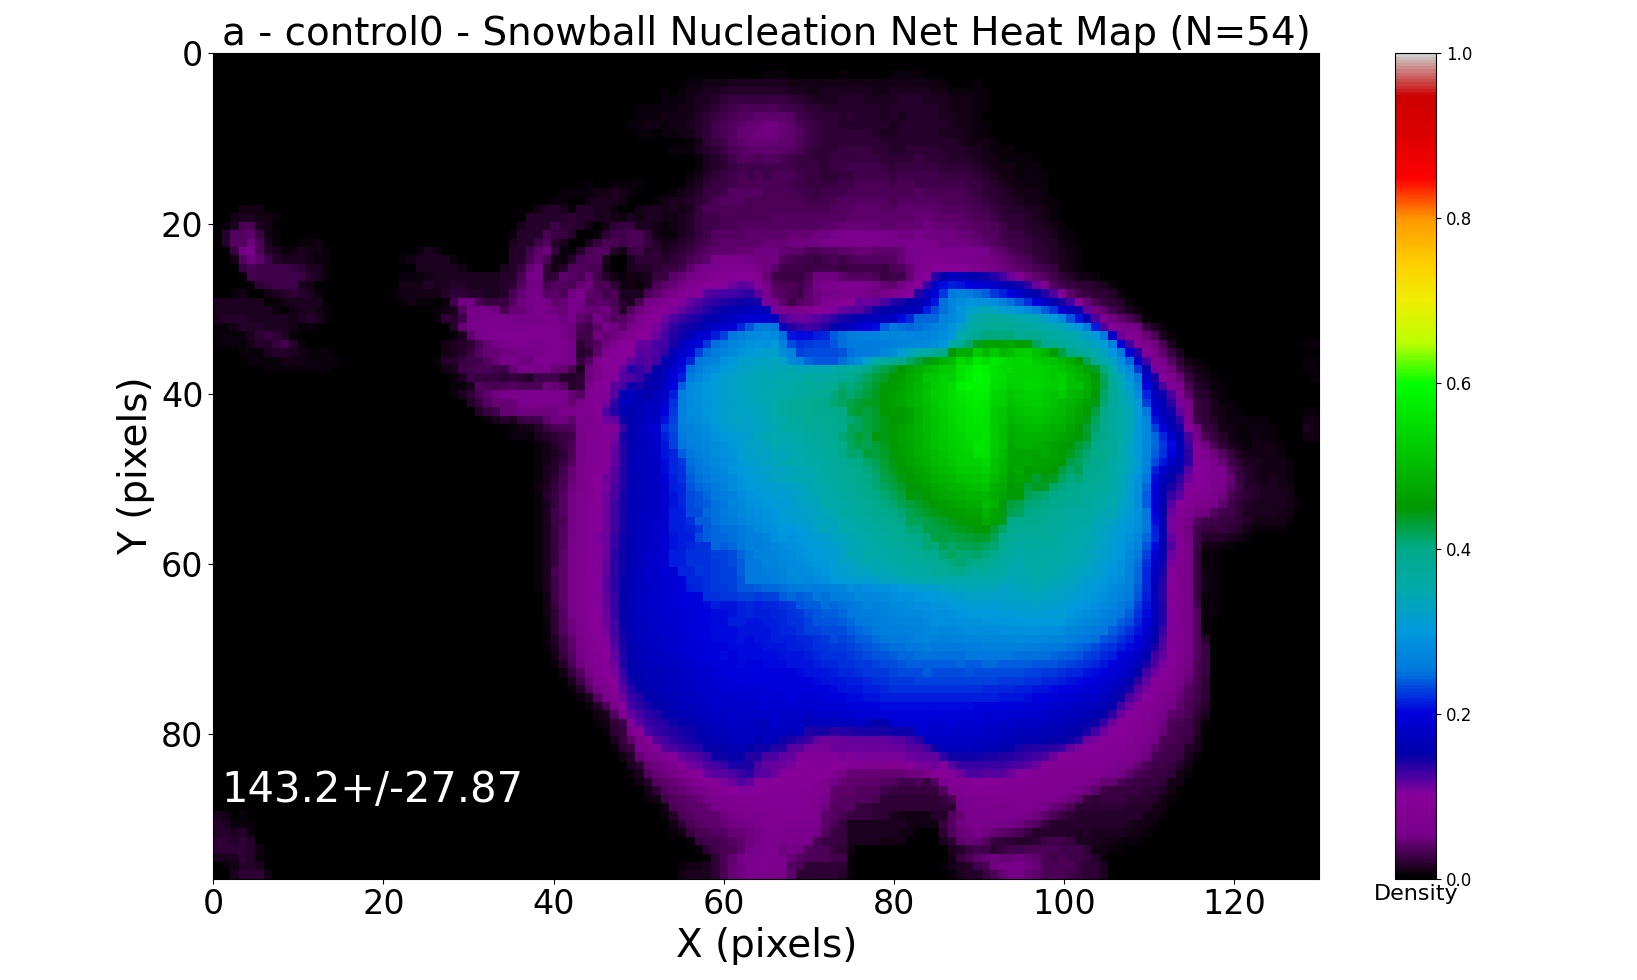 a - control0 - Snowball Nucleation Net Heat Map (N=54)
0
20
40
60
80
Y (pixels)
143.2+/-27.87
0 20 40 60 80 100 120
X (pixels)
1.0
0.8
0.6
0.4
0.2
0.0
Density